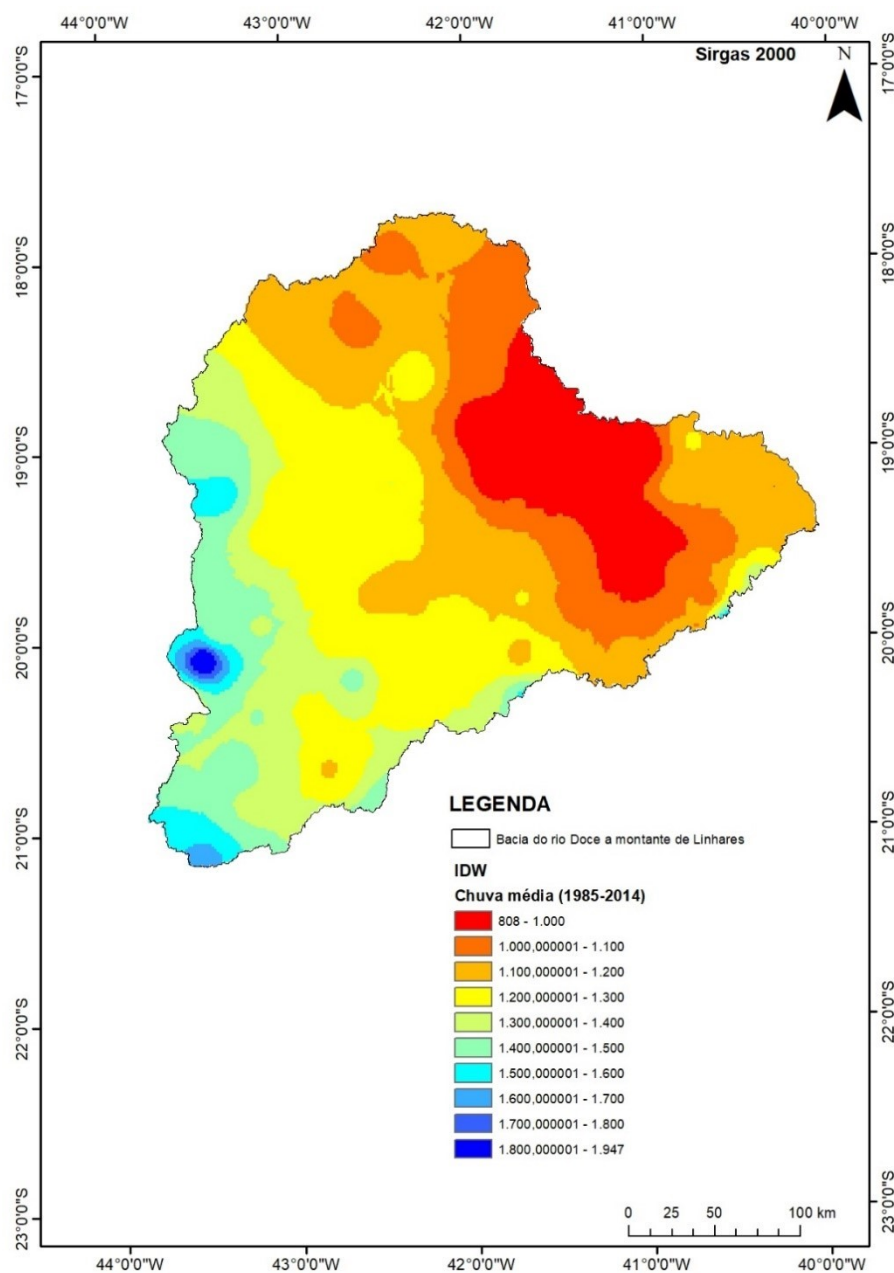 44°0'0"W 43°0'0"W 42°0'0"W 41°0'0"W 40°0'0"W
Sirgas 2000 N
17°0'0"S 17°0'0"S
18°0'0"S 18°0'0"S
19°0'0"S 19°0'0"S
20°0'0"S 20°0'0"S
LEGENDA
21°0'0"S Bacia do rio Doce a montante de Linhares 21°0'0"S
IDW
Chuva média (1985-2014)
808 - 1.000
1.000,000001 - 1.100
1.100,000001 - 1.200
1.200,000001 - 1.300
1.300,000001 - 1.400
22°0'0"S 22°0'0"S
1.400,000001 - 1.500
1.500,000001 - 1.600
1.600,000001 - 1.700
1.700,000001 - 1.800
1.800,000001 - 1.947
23°0'0"S 23°0'0"S
0 25 50 100 km
44°0'0"W 43°0'0"W 42°0'0"W 41°0'0"W 40°0'0"W